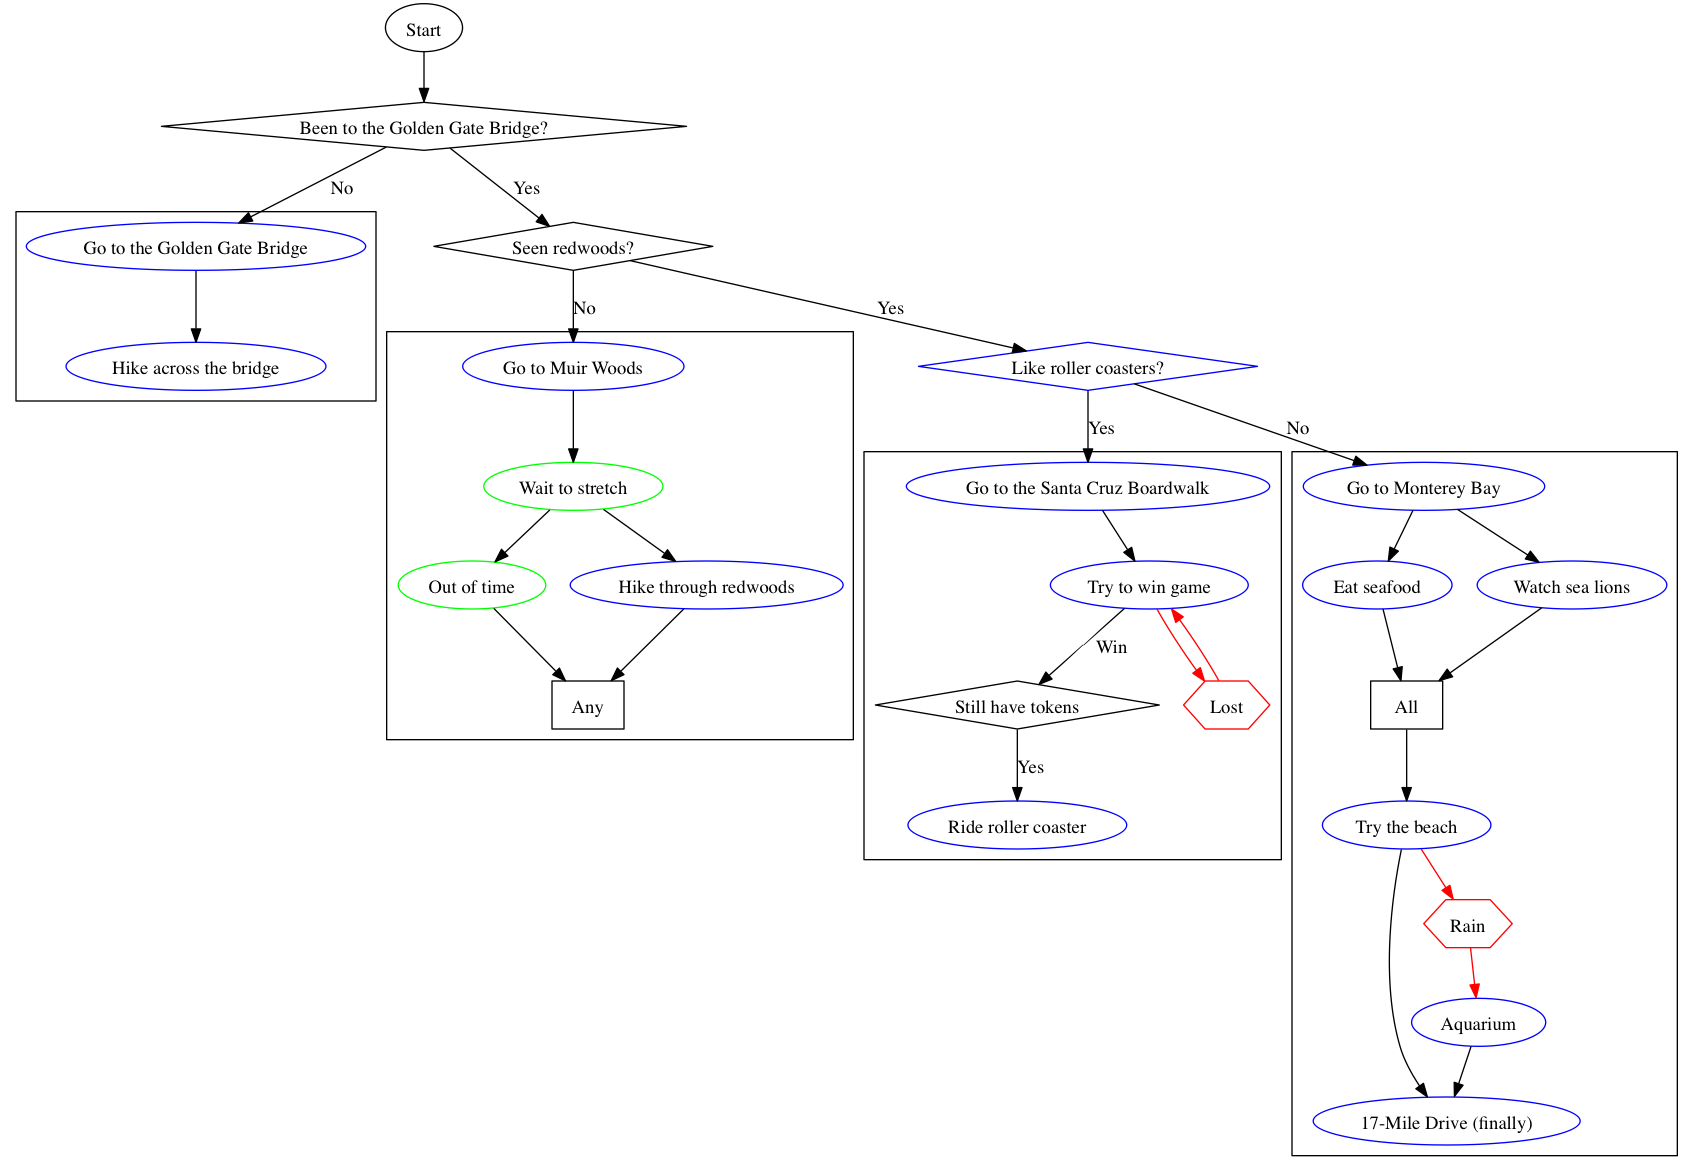 Start
Been to the Golden Gate Bridge?
No
Yes
Go to the Golden Gate Bridge
Seen redwoods?
No
Yes
Hike across the bridge
Go to Muir Woods
Like roller coasters?
Yes
No
Wait to stretch
Go to the Santa Cruz Boardwalk
Go to Monterey Bay
Out of time
Hike through redwoods
Try to win game
Eat seafood
Watch sea lions
Win
Any
Still have tokens
Lost
All
Yes
Ride roller coaster
Try the beach
Rain
Aquarium
17-Mile Drive (finally)